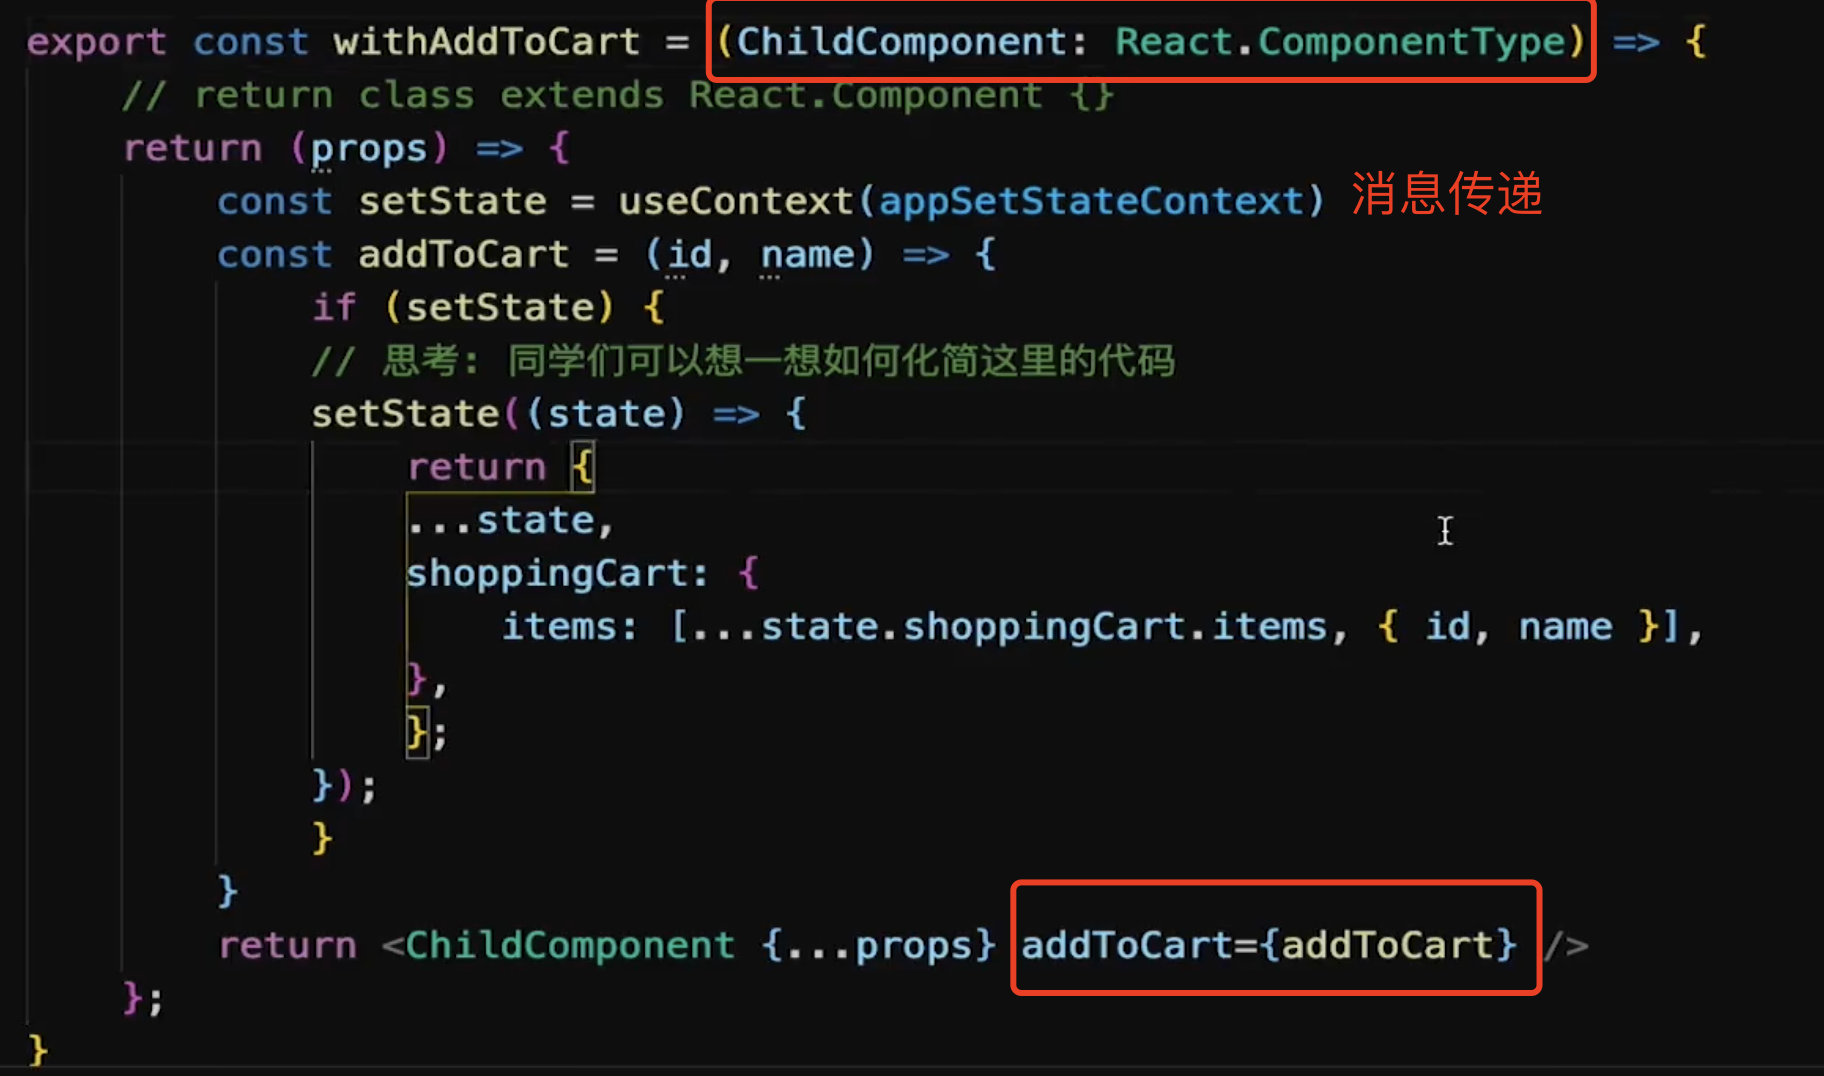 export const withAddToCart = (ChildComponent: React.ComponentType) => {
// return class extends React.Component {}
return (props) => {
const setState = useContext(appSetStateContext) 消息传递
const addToCart = (id, name) => {
if (setState) {
// 思考: 同学们可以想一想如何化简这里的代码
setState((state) => {
return {
...state,
shoppingCart: {
items: [...state.shoppingCart.items, { id, name }],
},
};
});
}
}
return <ChildComponent {...props} addToCart={addToCart} />
};
}